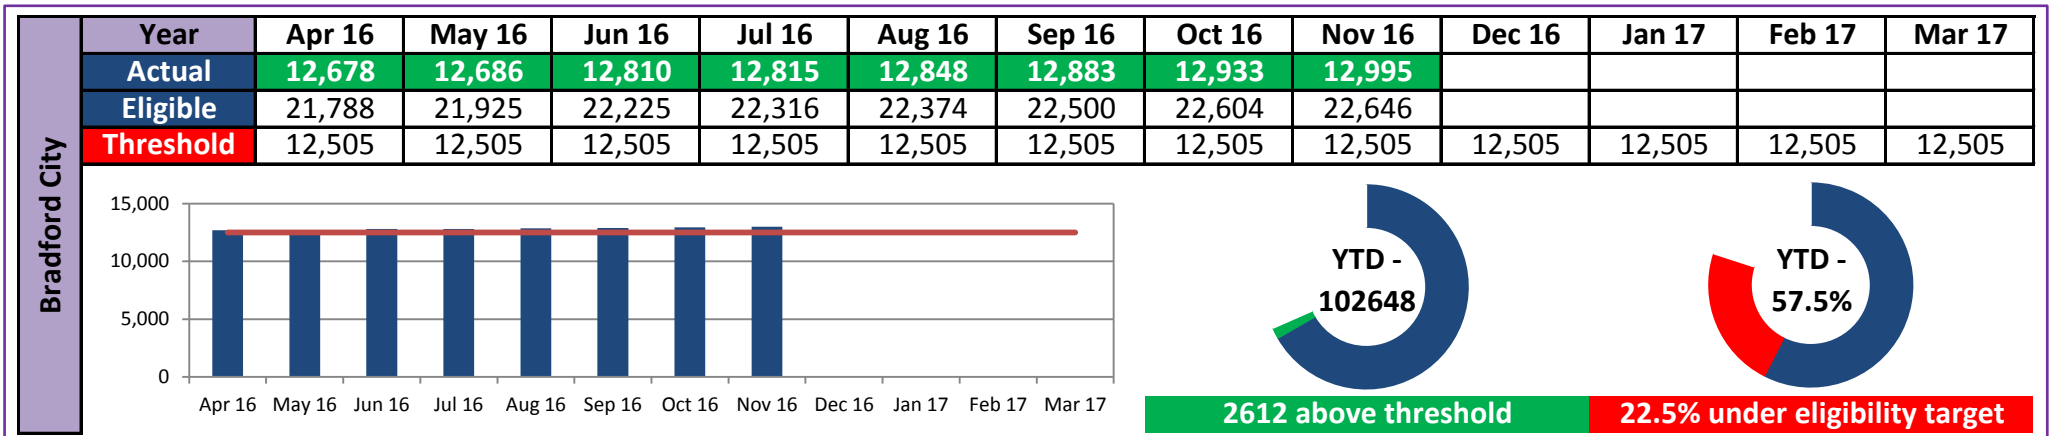 Bradford City
Year Apr 16 May 16 Jun 16 Jul 16 Aug 16 Sep 16 Oct 16 Nov 16 Dec 16 Jan 17 Feb 17 Mar 17
Actual 12,678 12,686 12,810 12,815 12,848 12,883 12,933 12,995
Eligible 21,788 21,925 22,225 22,316 22,374 22,500 22,604 22,646
Threshold 12,505 12,505 12,505 12,505 12,505 12,505 12,505 12,505 12,505 12,505 12,505 12,505
15,000
10,000
5,000
0
Apr 16 May 16 Jun 16 Jul 16 Aug 16 Sep 16 Oct 16 Nov 16 Dec 16 Jan 17 Feb 17 Mar 17
YTD -
102648
2612 above threshold
YTD -
57.5%
22.5% under eligibility target